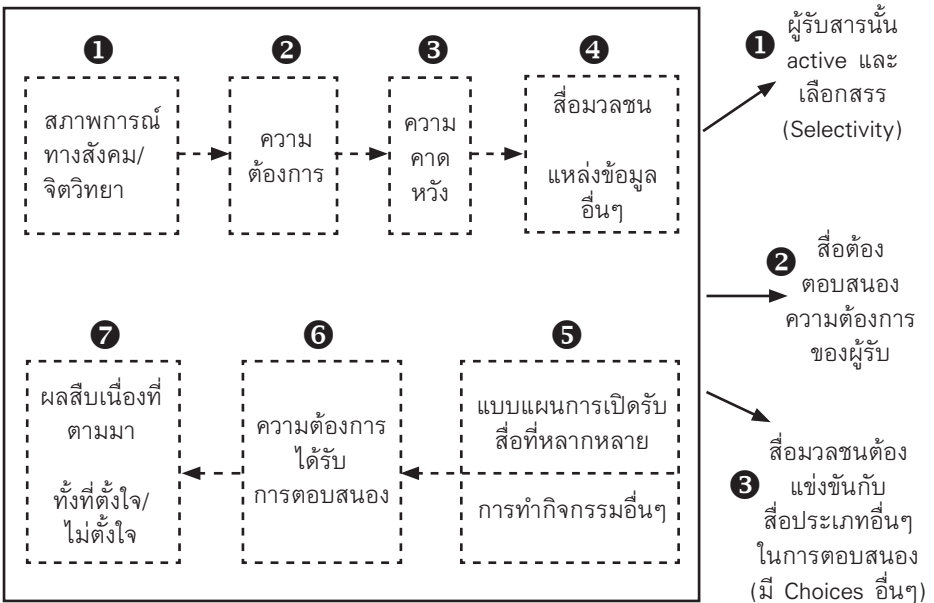 ❶
สภาพการณ์
ทางสังคม/
จิตวิทยา
❷
ความ
ต้องการ
❸
ความ
คาด
หวัง
❹
สื่อมวลชน
แหล่งข้อมูล
อื่นๆ
❺
แบบแผนการเปิดรับ
สื่อที่หลากหลาย
การทำกิจกรรมอื่นๆ
❻
ความต้องการ
ได้รับ
การตอบสนอง
❼
ผลสืบเนื่องที่
ตามมา
ทั้งที่ตั้งใจ/
ไม่ตั้งใจ
❶
ผู้รับสารนั้น
active และ
เลือกสรร
(Selectivity)
❷
สื่อต้อง
ตอบสนอง
ความต้องการ
ของผู้รับ
❸
สื่อมวลชนต้อง
แข่งขันกับ
สื่อประเภทอื่นๆ
ในการตอบสนอง
(มี Choices อื่นๆ)